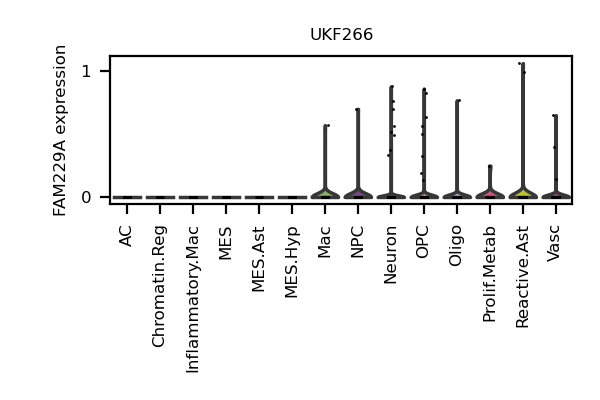 UKF266
FAM229A expression
1
0
AC
Chromatin.Reg
Inflammatory.Mac
MES
MES.Ast
MES.Hyp
Mac
NPC
Neuron
OPC
Oligo
Prolif.Metab
Reactive.Ast
Vasc